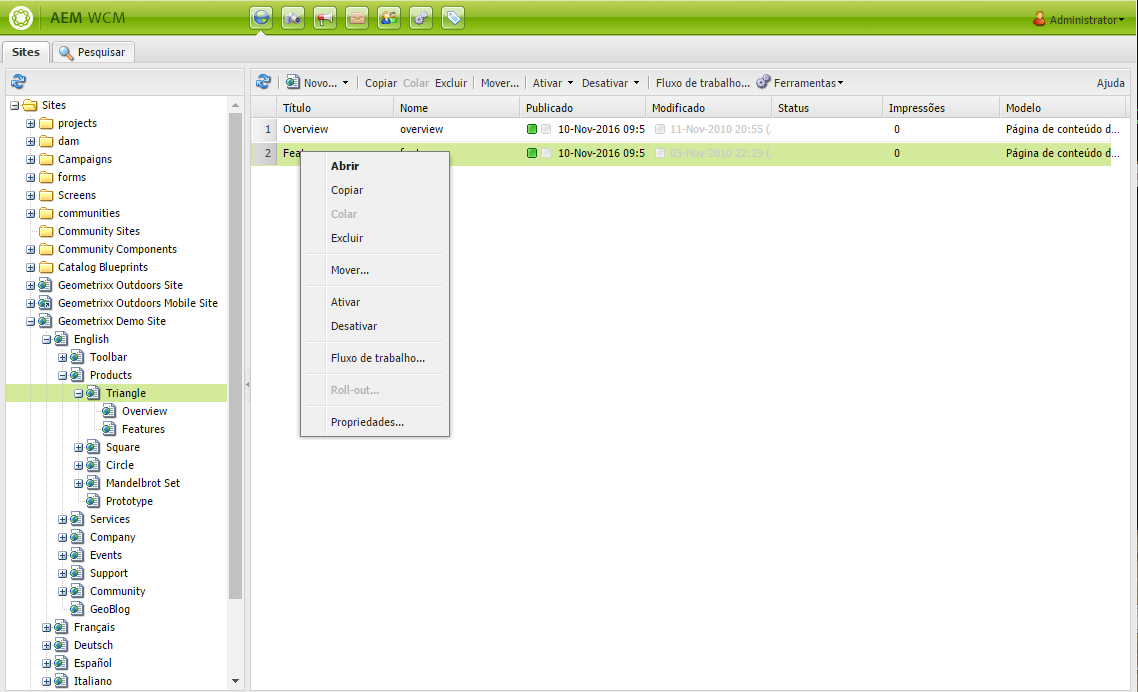 AEM WCM
Administrator
Sites
Pesquisar
Novo... Copiar Colar Excluir Mover... Ativar Desativar Fluxo de trabalho... Ferramentas Ajuda
Título Nome Publicado Modificado Status Impressões Modelo
1 Overview overview 10-Nov-2016 09:5 11-Nov-2010 20:55 (. 0 Página de conteúdo d...
2 10-Nov-2016 09:5 05-Nov-2010 22:29 (. 0 Página de conteúdo d...
Abrir
Copiar
Colar
Excluir
Mover...
Ativar
Desativar
Fluxo de trabalho...
Roll-out...
Propriedades...
Sites
projects
dam
Campaigns
forms
Screens
communities
Community Sites
Community Components
Catalog Blueprints
Geometrixx Outdoors Site
Geometrixx Outdoors Mobile Site
Geometrixx Demo Site
English
Toolbar
Products
Triangle
Overview
Features
Square
Circle
Mandelbrot Set
Prototype
Services
Company
Events
Support
Community
GeoBlog
Français
Deutsch
Español
Italiano